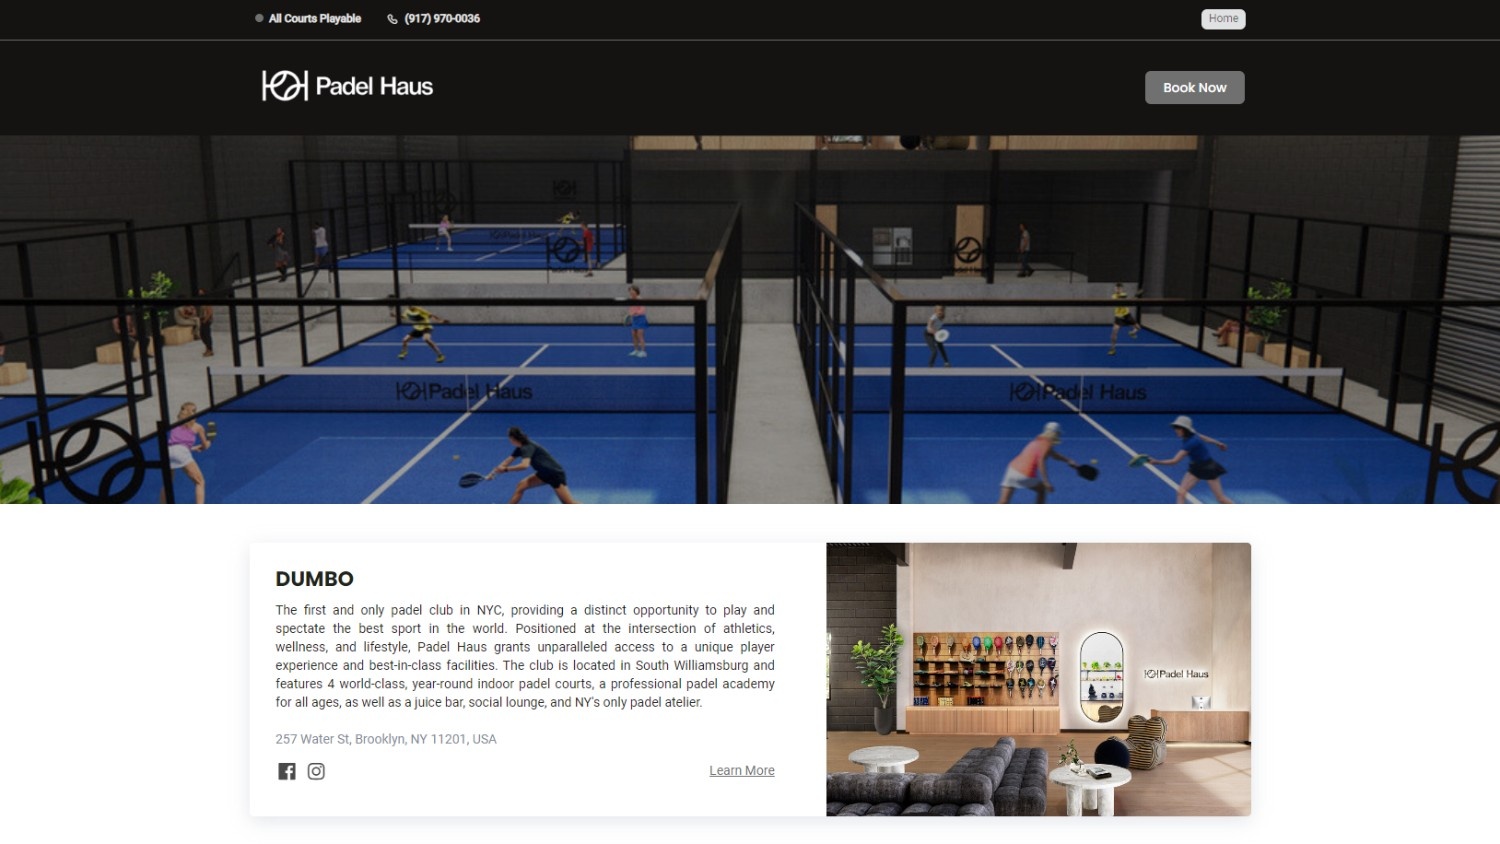 All Courts Playable
(917) 970-0036
Home
Padel Haus
Book Now
Padel Haus
Padel Haus
DUMBO
The first and only padel club in NYC, providing a distinct opportunity to play and
spectate the best sport in the world. Positioned at the intersection of athletics,
wellness, and lifestyle, Padel Haus grants unparalleled access to a unique player
experience and best-in-class facilities. The club is located in South Williamsburg and
features 4 world-class, year-round indoor padel courts, a professional padel academy
for all ages, as well as a juice bar, social lounge, and NY's only padel atelier.
Padel Haus
257 Water St, Brooklyn, NY 11201, USA
Learn More